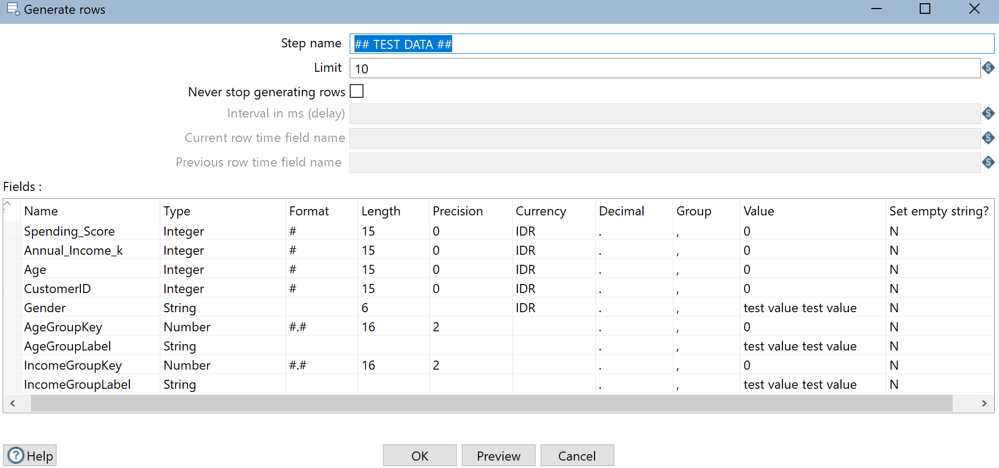 Generate rows
Step name ## TEST DATA ##
Limit 10
Never stop generating rows
Interval in ms (delay)
Current row time field name
Previous row time field name
Fields :
Name Type Format Length Precision Currency Decimal Group Value Set empty string?
Spending_Score Integer # 15 0 IDR . , 0 N
Annual_Income_k Integer # 15 0 IDR . , 0 N
Age Integer # 15 0 IDR . , 0 N
CustomerID Integer # 15 0 IDR . , 0 N
Gender String 6 IDR . , test value test value N
AgeGroupKey Number #.# 16 2 . , 0 N
AgeGroupLabel String . , test value test value N
IncomeGroupKey Number #.# 16 2 . , 0 N
IncomeGroupLabel String . , test value test value N
Help OK Preview Cancel